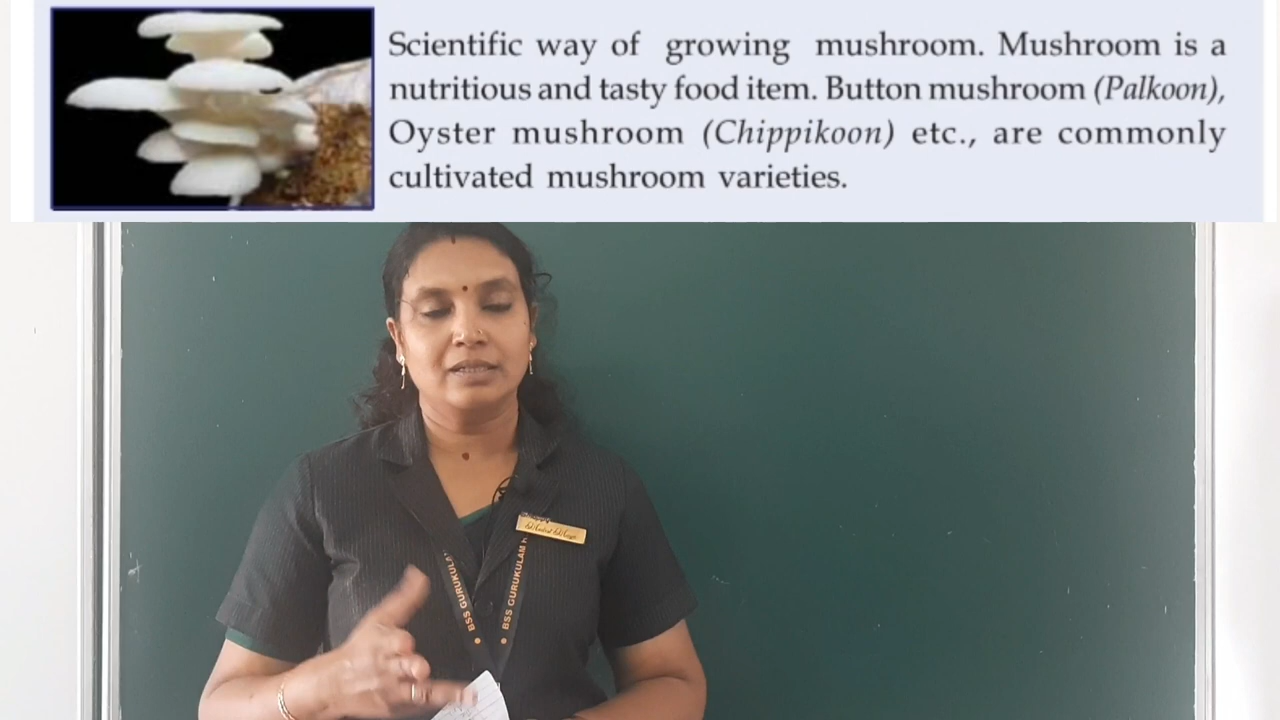 Scientific way of growing mushroom. Mushroom is a
nutritious and tasty food item. Button mushroom (Palkoon),
Oyster mushroom (Chippikoon) etc., are commonly
cultivated mushroom varieties.
BSS GURUKULA
BSS GURUKULAM H